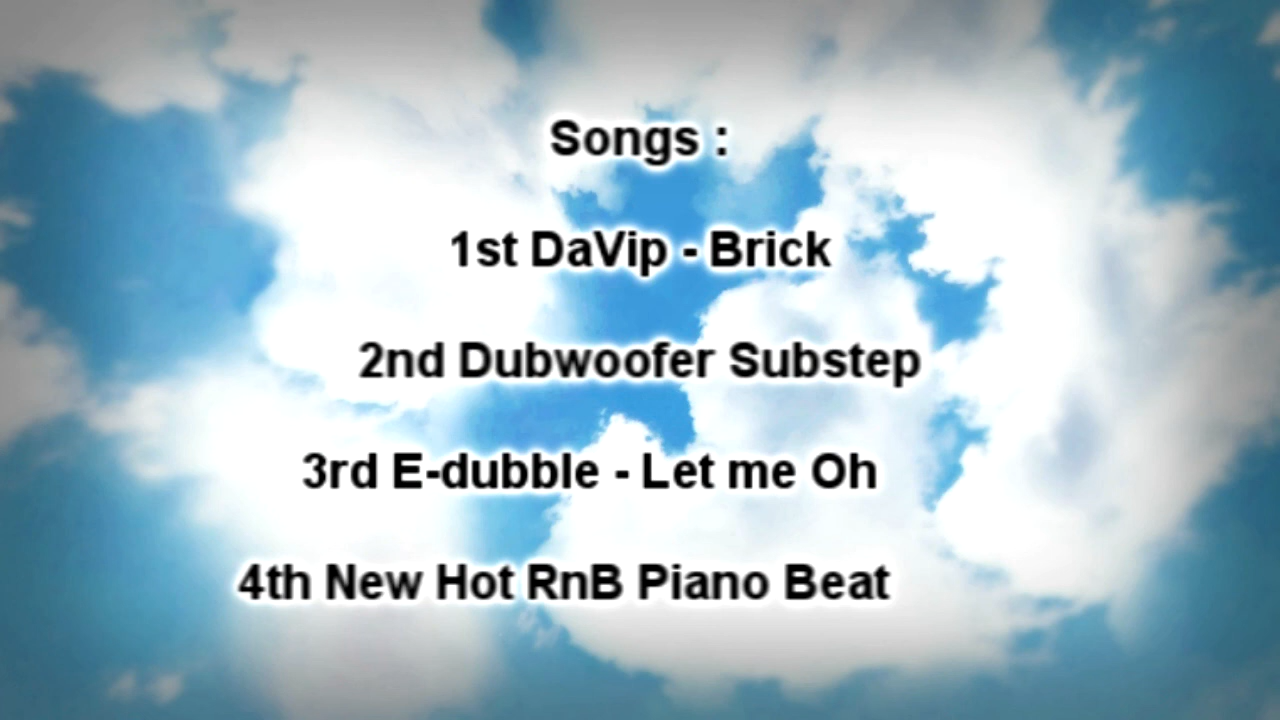 Songs :
1st DaVip - Brick
2nd Dubwoofer Substep
3rd E-dubble - Let me Oh
4th New Hot RnB Piano Beat